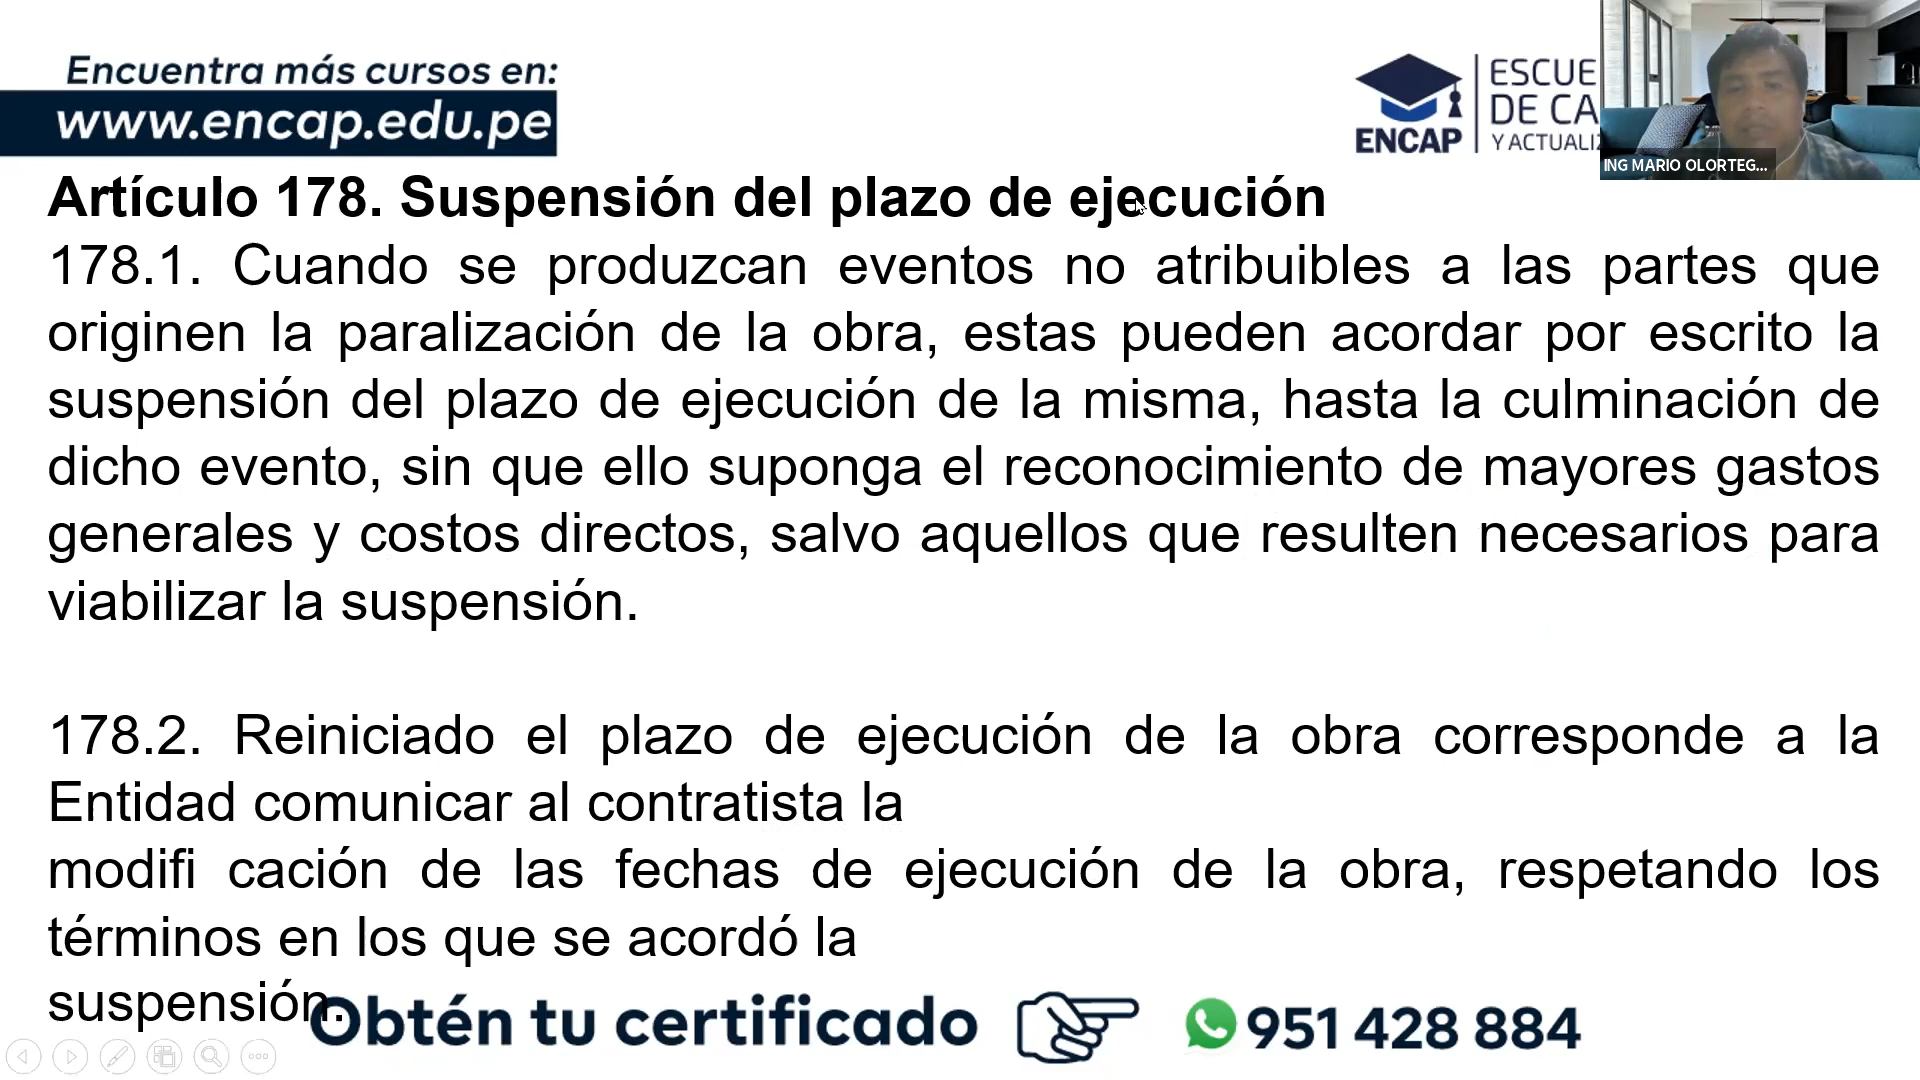 Encuentra más cursos en:
www.encap.edu.pe
ENCAP
ESCUE
DE CA
Y ACTUALIZ
ING MARIO OLORTEG...
Artículo 178. Suspensión del plazo de ejecución
178.1. Cuando se produzcan eventos no atribuibles a las partes que
originen la paralización de la obra, estas pueden acordar por escrito la
suspensión del plazo de ejecución de la misma, hasta la culminación de
dicho evento, sin que ello suponga el reconocimiento de mayores gastos
generales y costos directos, salvo aquellos que resulten necesarios para
viabilizar la suspensión.
178.2. Reiniciado el plazo de ejecución de la obra corresponde a la
Entidad comunicar al contratista la
modifi cación de las fechas de ejecución de la obra, respetando los
términos en los que se acordó la
suspensión.
Obtén tu certificado
951 428 884